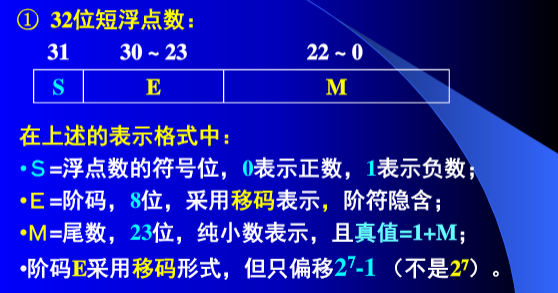 ① 32位短浮点数：
31 30 ~ 23 22 ~ 0
S E M
在上述的表示格式中：
•S=浮点数的符号位，0表示正数，1表示负数；
•E=阶码，8位，采用移码表示，阶符隐含；
•M=尾数，23位，纯小数表示，且真值=1+M；
•阶码E采用移码形式，但只偏移2⁷-1（不是2⁷）。